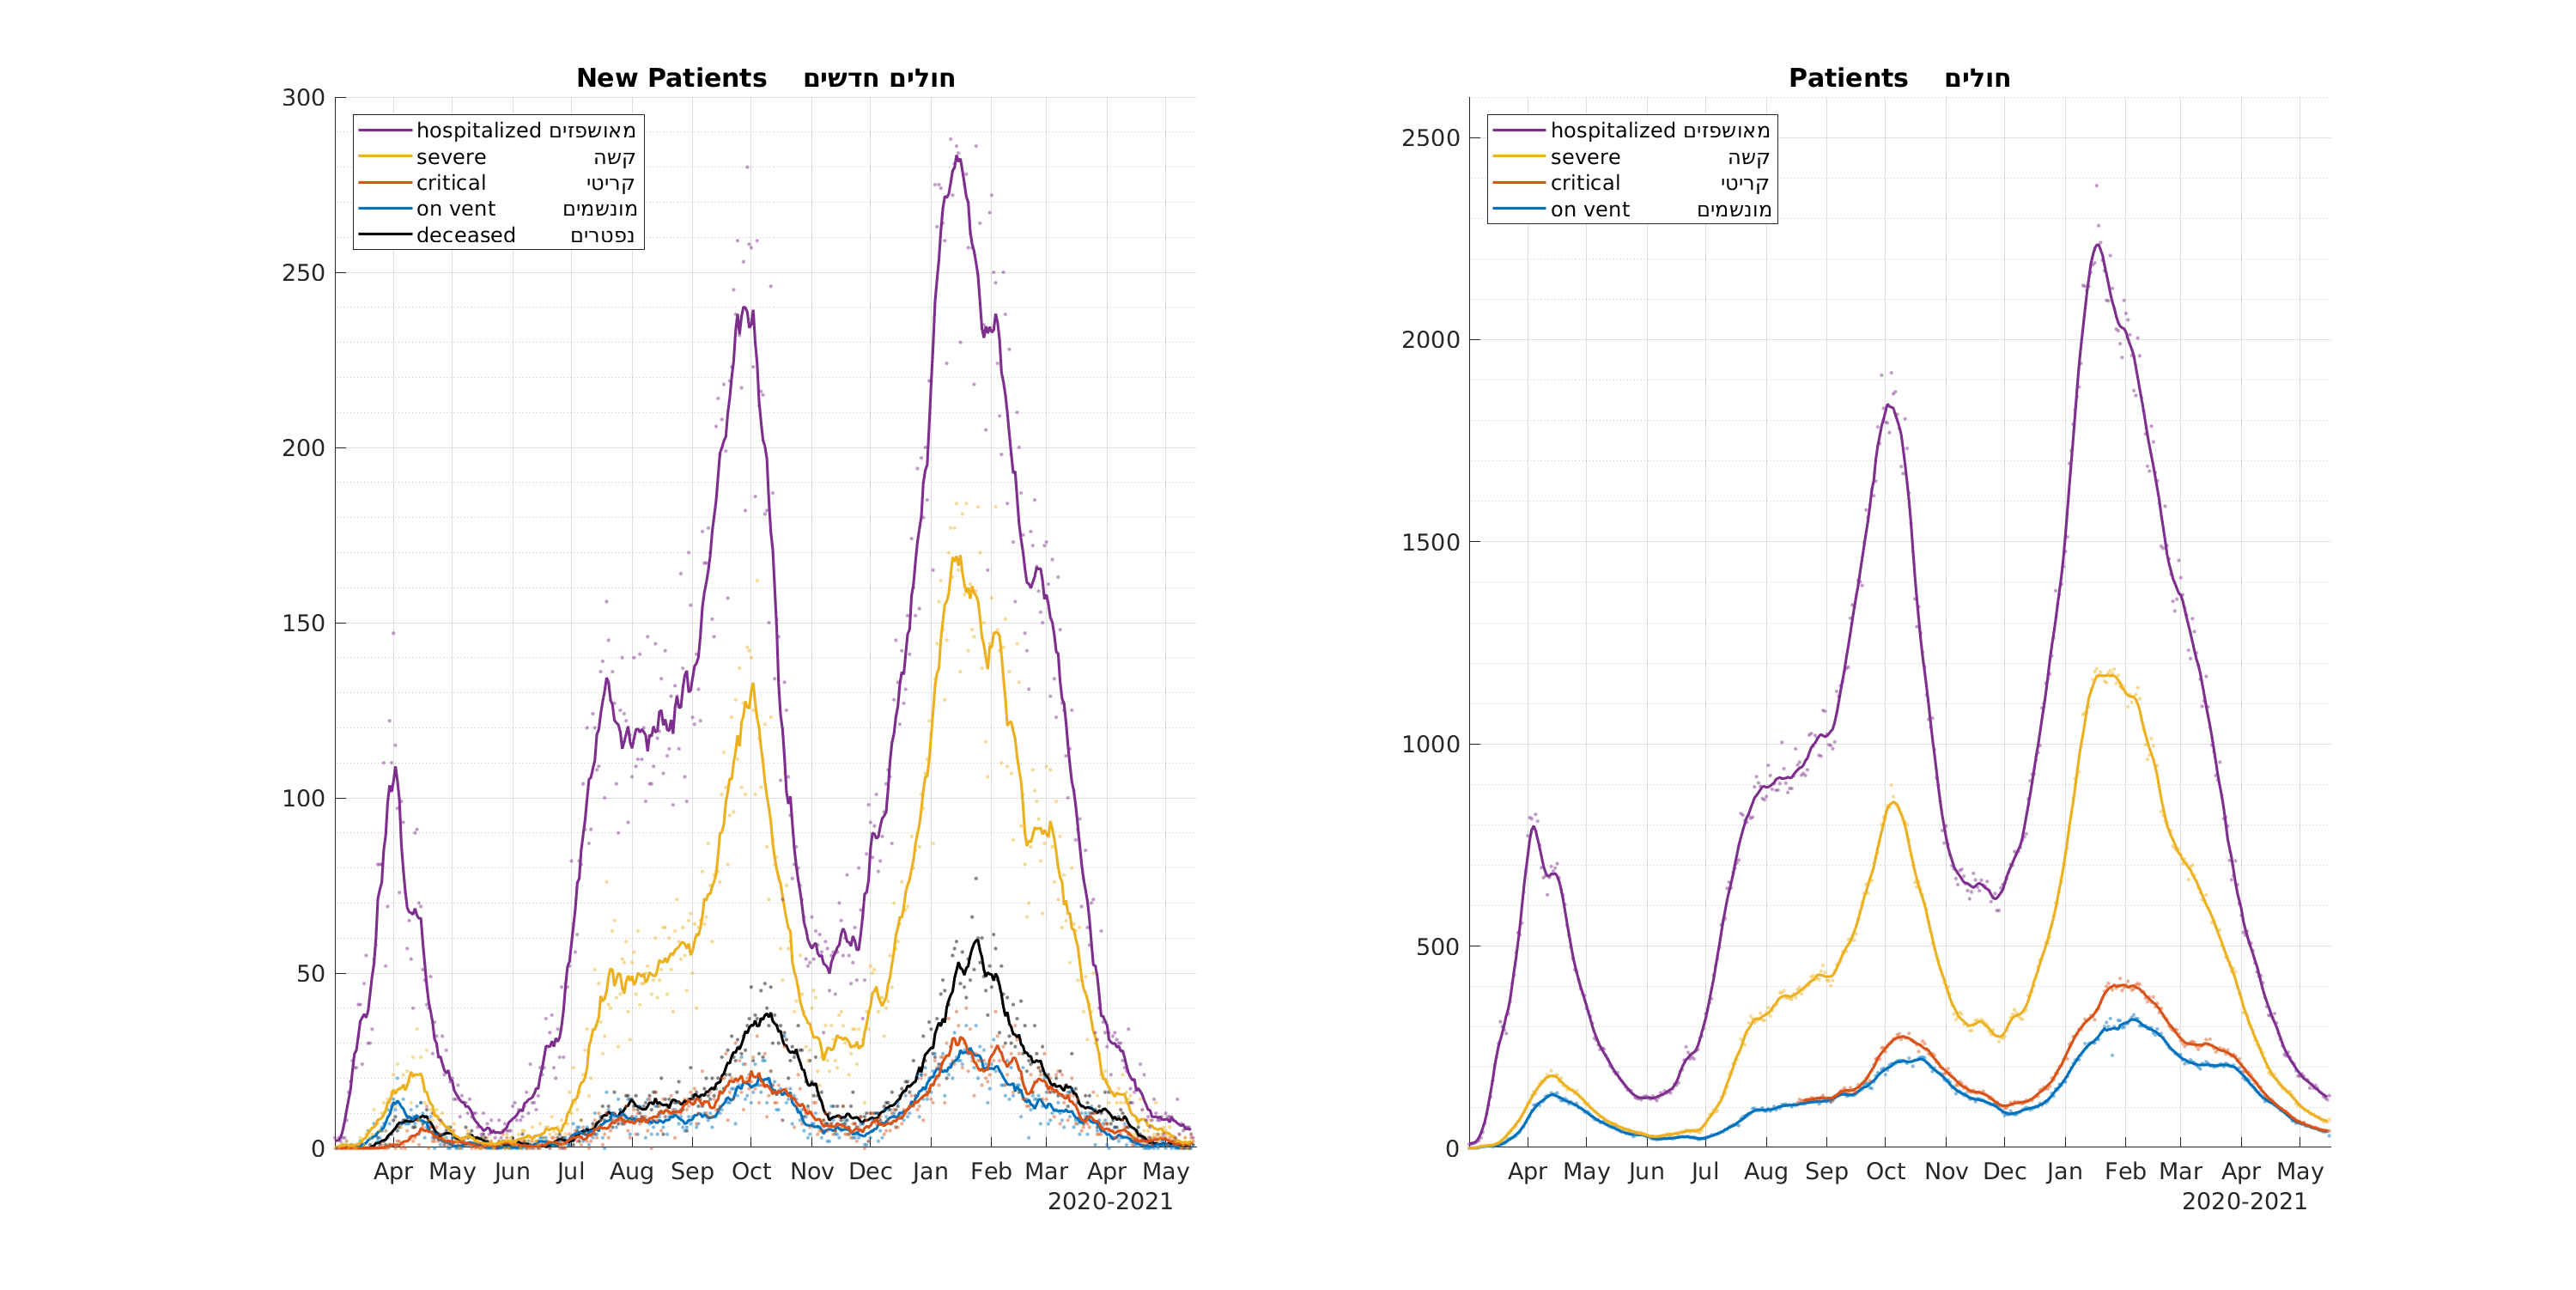 New Patients חולים חדשים
300
250
200
150
100
50
0
hospitalized מאושפזים
severe קשה
critical קריטי
on vent מונשמים
deceased נפטרים
Apr May Jun Jul Aug Sep Oct Nov Dec Jan Feb Mar Apr May
2020-2021
Patients חולים
2500
2000
1500
1000
500
0
hospitalized מאושפזים
severe קשה
critical קריטי
on vent מונשמים
Apr May Jun Jul Aug Sep Oct Nov Dec Jan Feb Mar Apr May
2020-2021